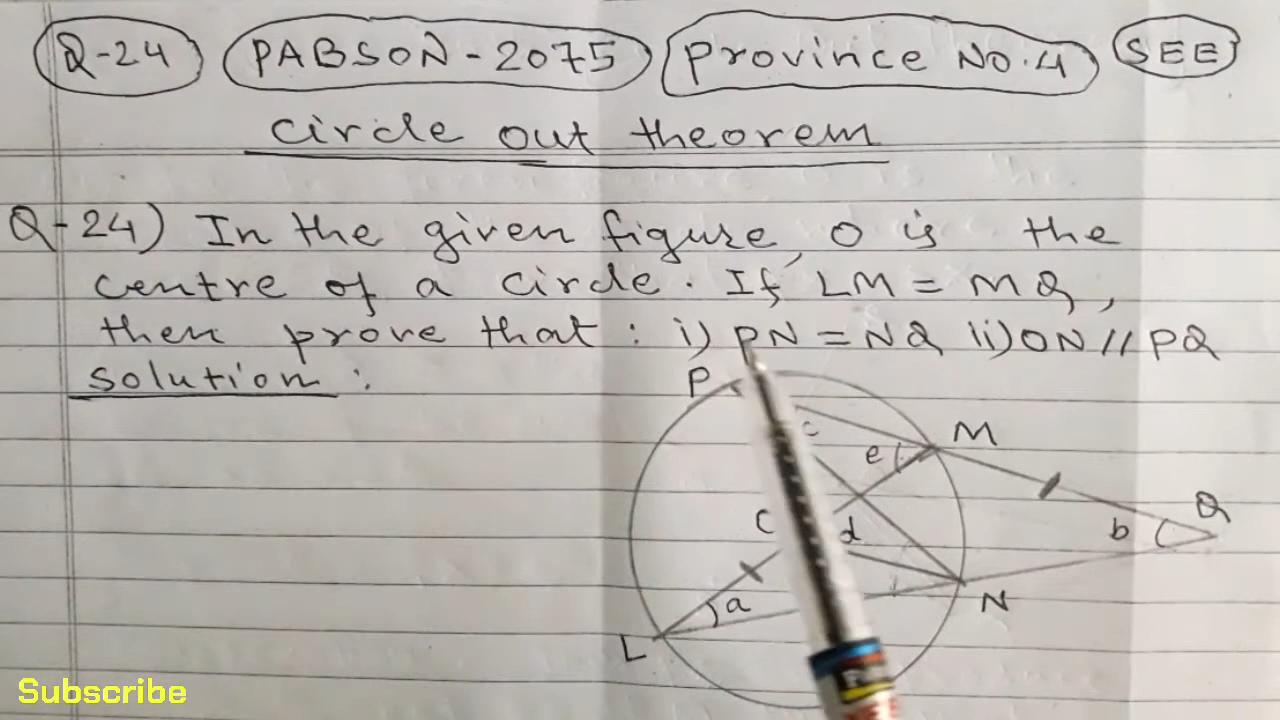 Q-24 PABSON-2075 Province No.4 SEE
circle out theorem
Q-24) In the given figure, O is the
centre of a circle. If LM = MQ,
then prove that : i) PN = NQ ii) ON // PQ
solution :
P
c
M
e
Q
C
d
b
a
N
L
Subscribe